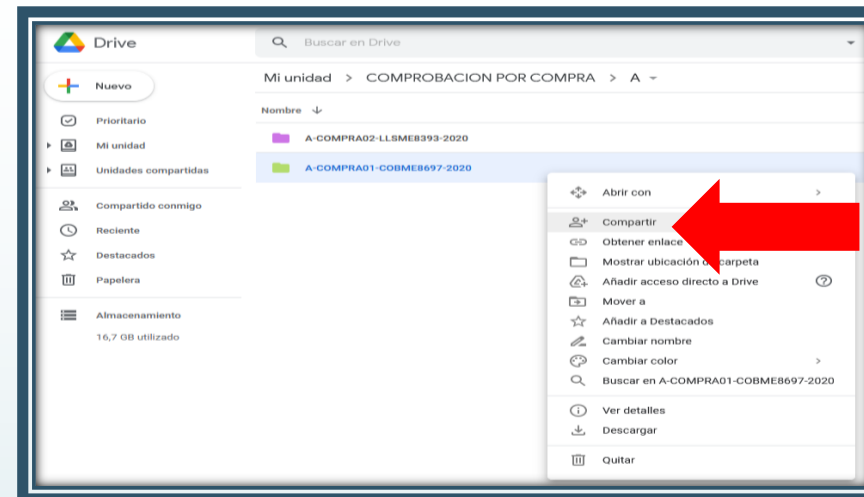 Drive
Buscar en Drive
Nuevo
Mi unidad > COMPROBACION POR COMPRA > A
Nombre
Prioritario
Mi unidad
Unidades compartidas
Compartido conmigo
Reciente
Destacados
Papelera
Almacenamiento
16,7 GB utilizado
A-COMPRA02-LLSME8393-2020
A-COMPRA01-COBME8697-2020
Abrir con
Compartir
Obtener enlace
Mostrar ubicación de carpeta
Añadir acceso directo a Drive
Mover a
Añadir a Destacados
Cambiar nombre
Cambiar color
Buscar en A-COMPRA01-COBME8697-2020
Ver detalles
Descargar
Quitar